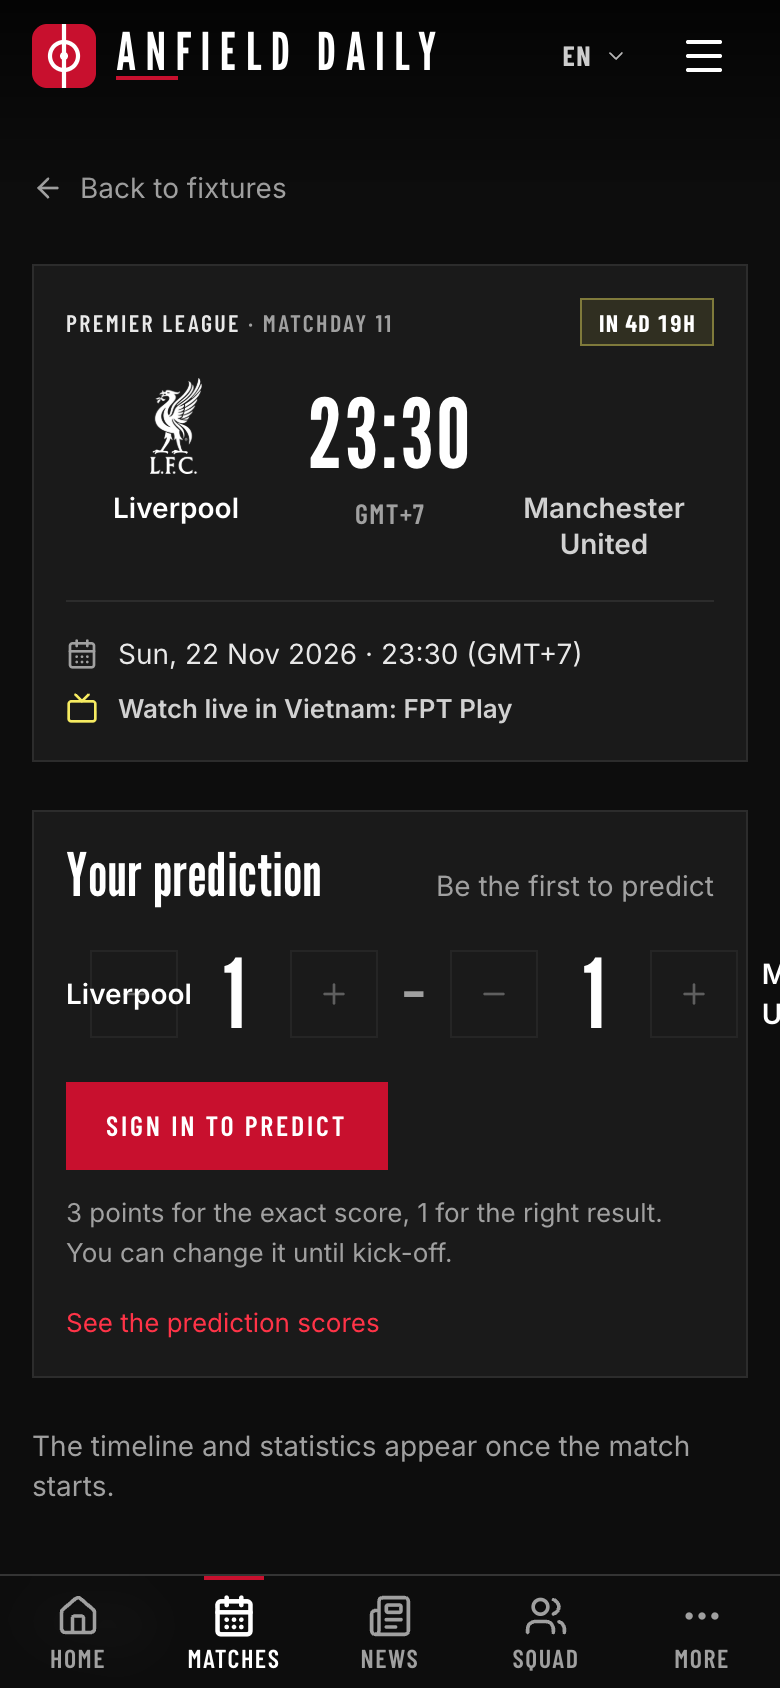 ANFIELD DAILY
EN
Back to fixtures
PREMIER LEAGUE · MATCHDAY 11
IN 4D 19H
L.F.C.
23:30
Liverpool
GMT+7
Manchester
United
Sun, 22 Nov 2026 · 23:30 (GMT+7)
Watch live in Vietnam: FPT Play
Your prediction
Be the first to predict
Liverpool 1 + - − 1 +
SIGN IN TO PREDICT
3 points for the exact score, 1 for the right result.
You can change it until kick-off.
See the prediction scores
The timeline and statistics appear once the match
starts.
HOME
MATCHES
NEWS
SQUAD
MORE